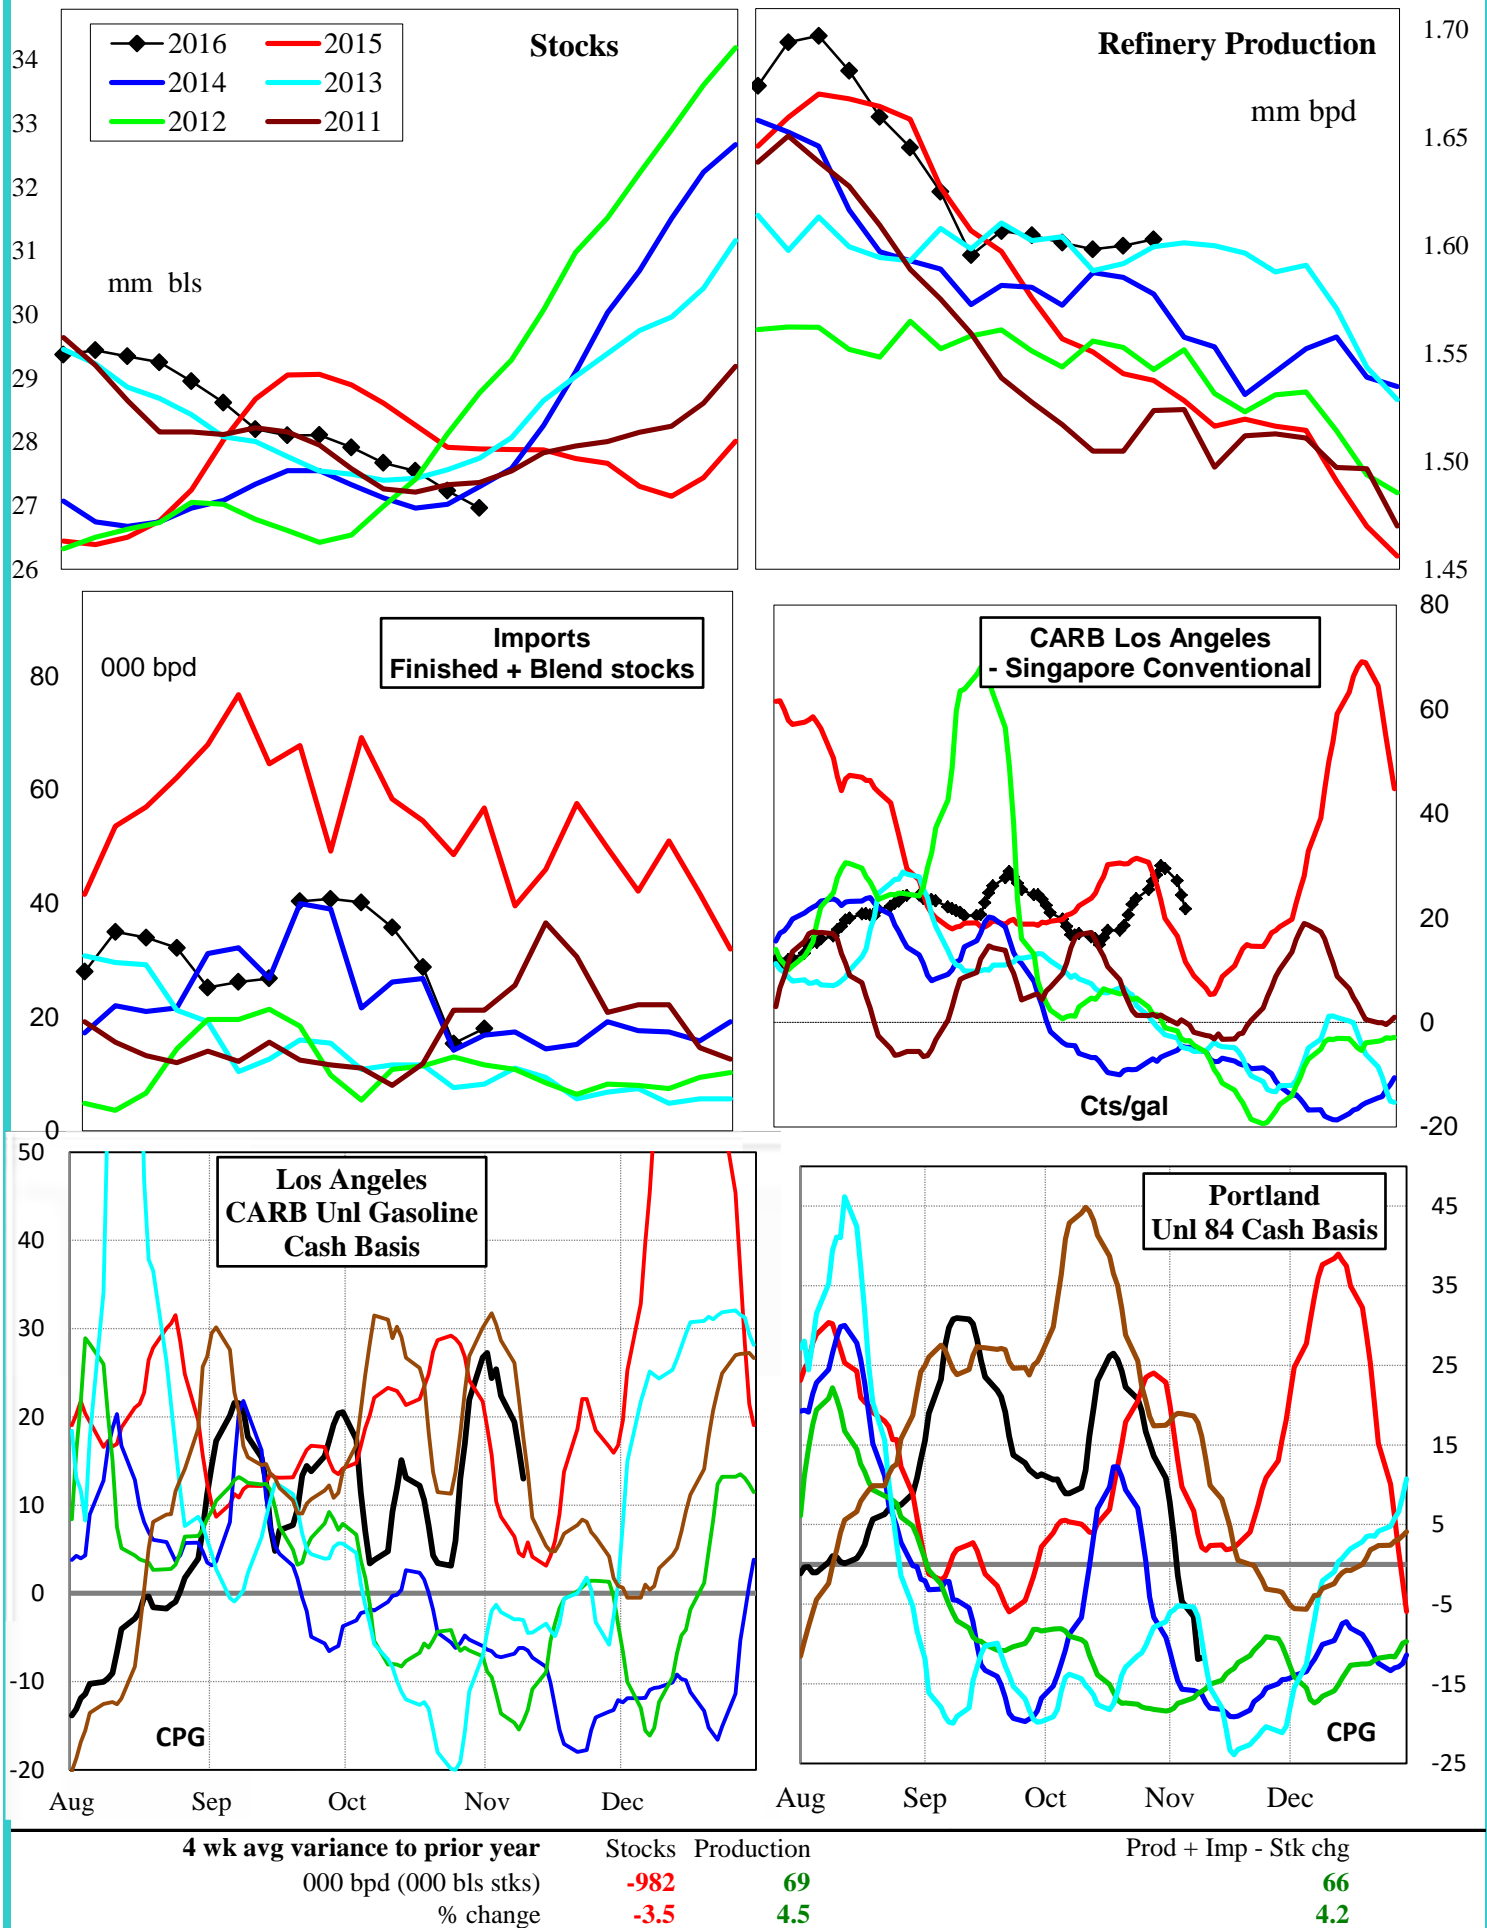 Stocks
2016
2015
2014
2013
2012
2011
mm bls
34
33
32
31
30
29
28
27
26
Refinery Production
mm bpd
1.70
1.65
1.60
1.55
1.50
1.45
Imports
Finished + Blend stocks
000 bpd
80
60
40
20
0
CARB Los Angeles
- Singapore Conventional
Cts/gal
80
60
40
20
0
-20
Los Angeles
CARB Unl Gasoline
Cash Basis
CPG
50
40
30
20
10
0
-10
-20
Aug Sep Oct Nov Dec
Portland
Unl 84 Cash Basis
CPG
45
35
25
15
5
-5
-15
-25
Aug Sep Oct Nov Dec
4 wk avg variance to prior year Stocks Production Prod + Imp - Stk chg
000 bpd (000 bls stks) -982 69 66
% change -3.5 4.5 4.2